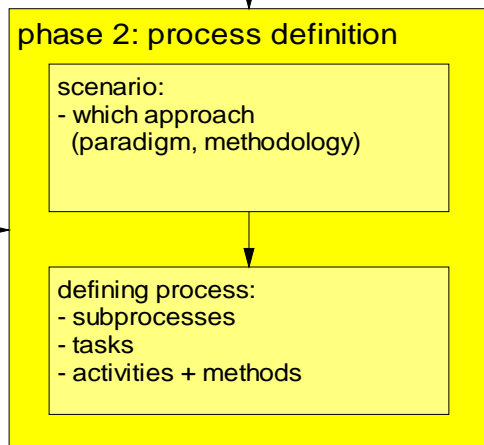 phase 2: process definition
scenario:
- which approach
(paradigm, methodology)
defining process:
- subprocesses
- tasks
- activities + methods